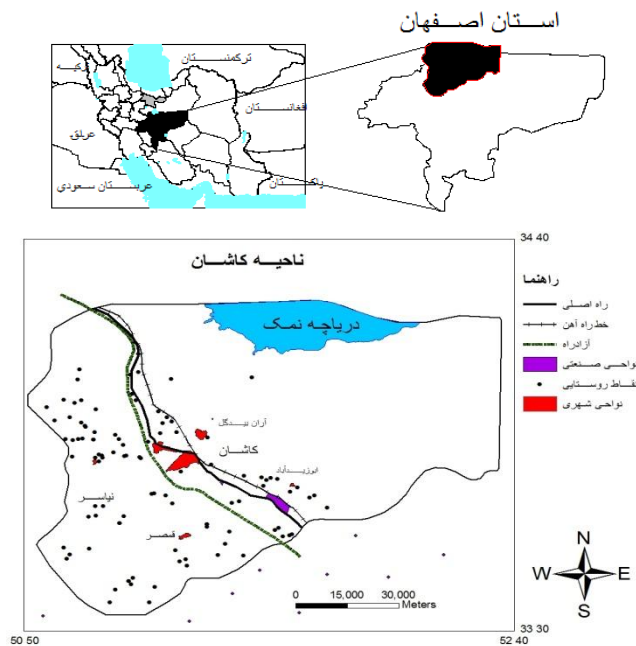 استان اصفهان
ترکمنستان
ترکیه
افغانستان
عراق
پاکستان
عربستان سعودی
34 40
ناحیه کاشان
راهنما
راه اصلی
خط راه آهن
آزادراه
نواحی صنعتی
نقاط روستایی
نواحی شهری
دریاچه نمک
آران بیدگل
کاشان
ابوزیدآباد
نیاسر
قمصر
N
W E
S
0 15,000 30,000
Meters
33 30
50 50
52 40